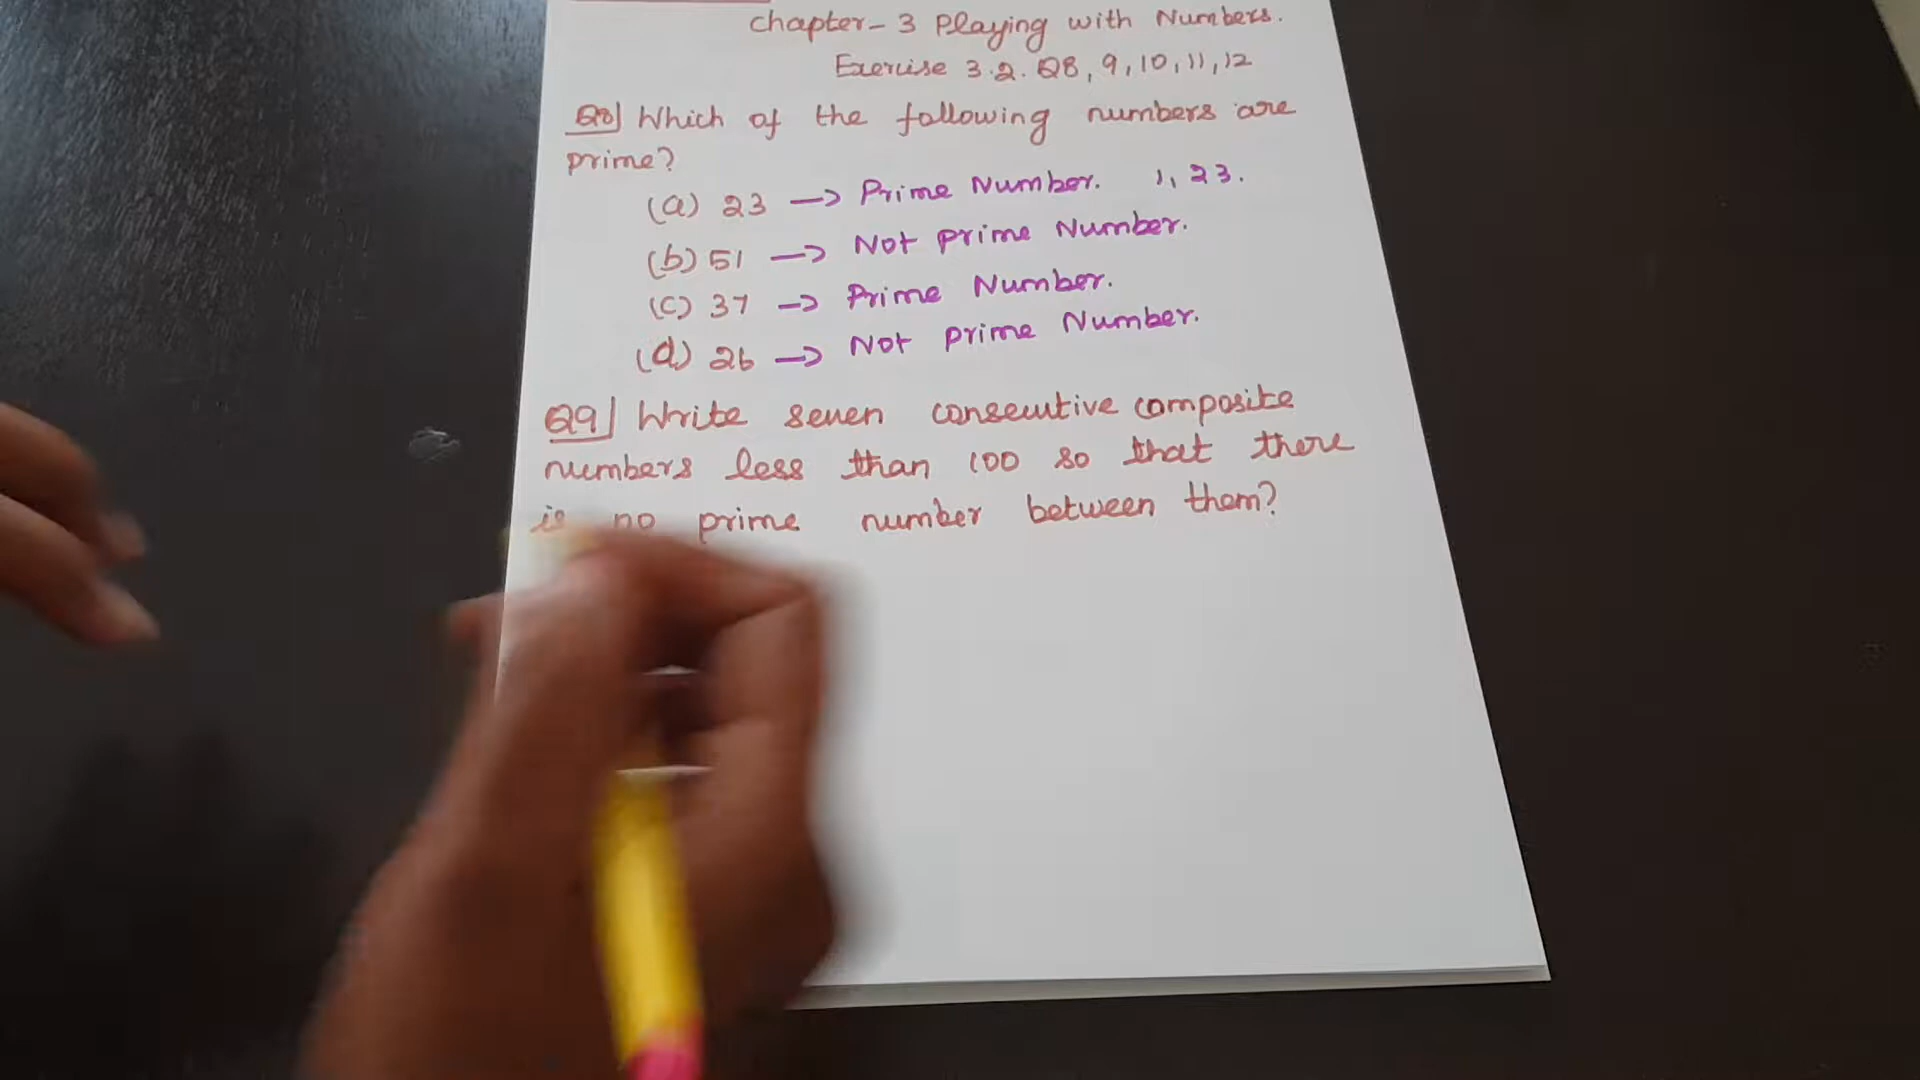 Chapter-3 Playing with Numbers.
Exercise 3.2. Q8, 9, 10, 11, 12
Q8] Which of the following numbers are
prime?
(a) 23 → Prime Number. 1, 23.
(b) 51 → Not prime Number.
(c) 37 → Prime Number.
(d) 26 → Not prime Number.
Q9] Write seven consecutive composite
numbers less than 100 so that there
is no prime number between them?